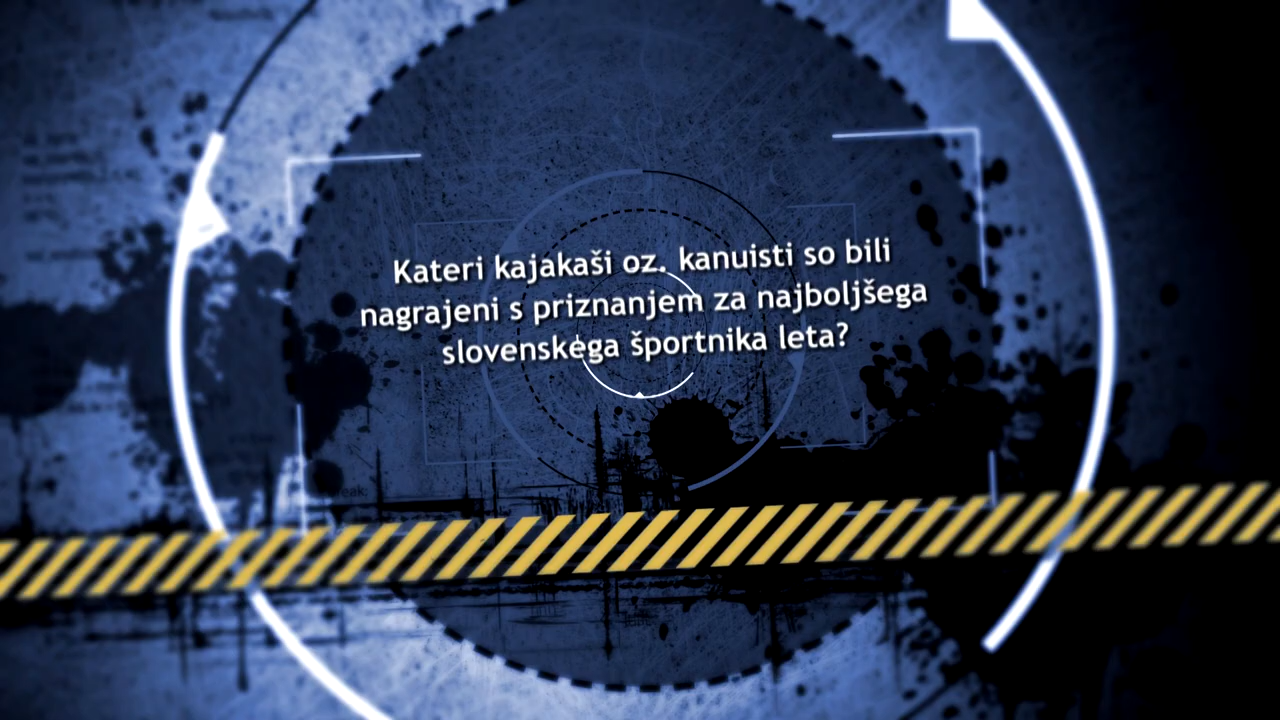 Kateri kajakaši oz. kanuisti so bili
nagrajeni s priznanjem za najboljšega
slovenskega športnika leta?